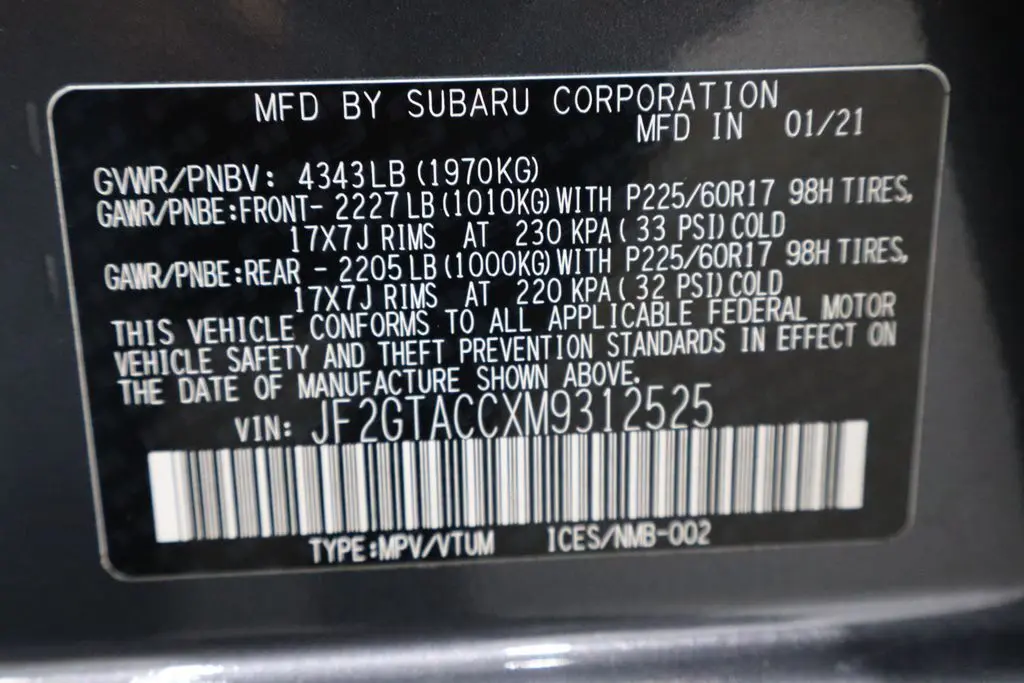 MFD BY SUBARU CORPORATION
MFD IN 01/21
GVWR/PNBV: 4343LB (1970KG)
GAWR/PNBE:FRONT- 2227LB (1010KG) WITH P225/60R17 98H TIRES,
17X7J RIMS AT 230 KPA ( 33 PSI) COLD
GAWR/PNBE:REAR - 2205LB (1000KG) WITH P225/60R17 98H TIRES,
17X7J RIMS AT 220 KPA ( 32 PSI) COLD
THIS VEHICLE CONFORMS TO ALL APPLICABLE FEDERAL MOTOR
VEHICLE SAFETY AND THEFT PREVENTION STANDARDS IN EFFECT ON
THE DATE OF MANUFACTURE SHOWN ABOVE.
VIN: JF2GTACCXM9312525
TYPE:MPV/VTUM ICES/NMB-002